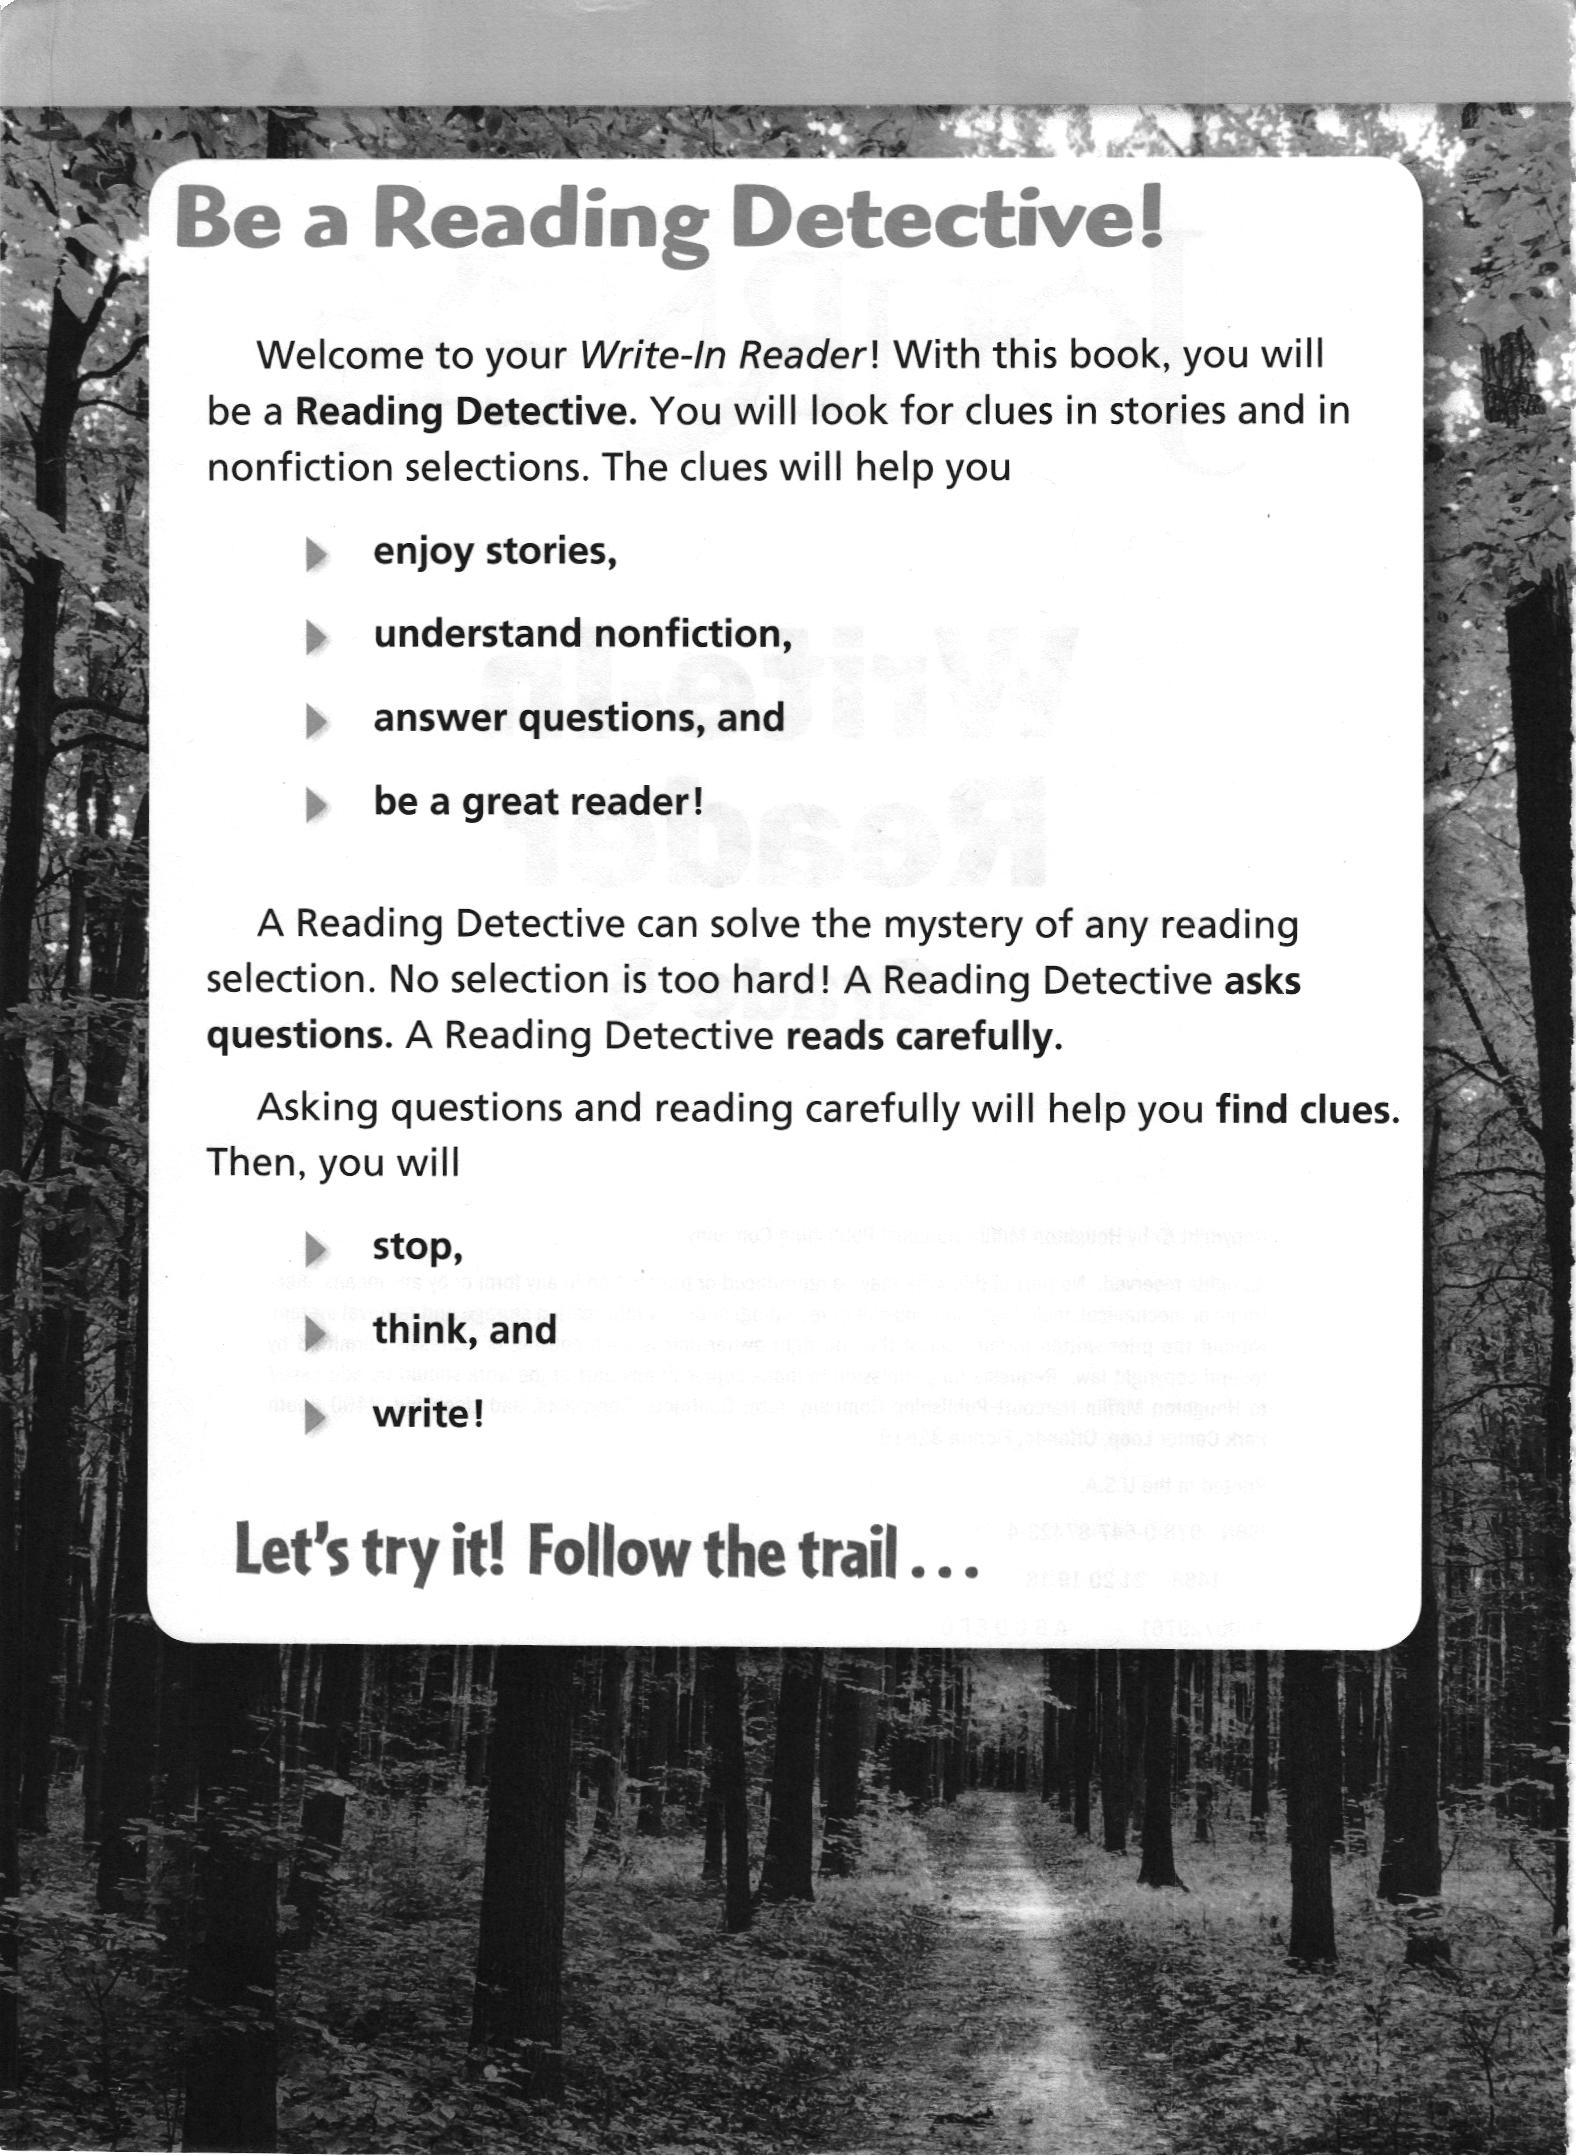 Be a Reading Detective!
Welcome to your Write-In Reader! With this book, you will
be a Reading Detective. You will look for clues in stories and in
nonfiction selections. The clues will help you
enjoy stories,
understand nonfiction,
answer questions, and
be a great reader!
A Reading Detective can solve the mystery of any reading
selection. No selection is too hard! A Reading Detective asks
questions. A Reading Detective reads carefully.
Asking questions and reading carefully will help you find clues.
Then, you will
stop,
think, and
write!
Let's try it! Follow the trail...